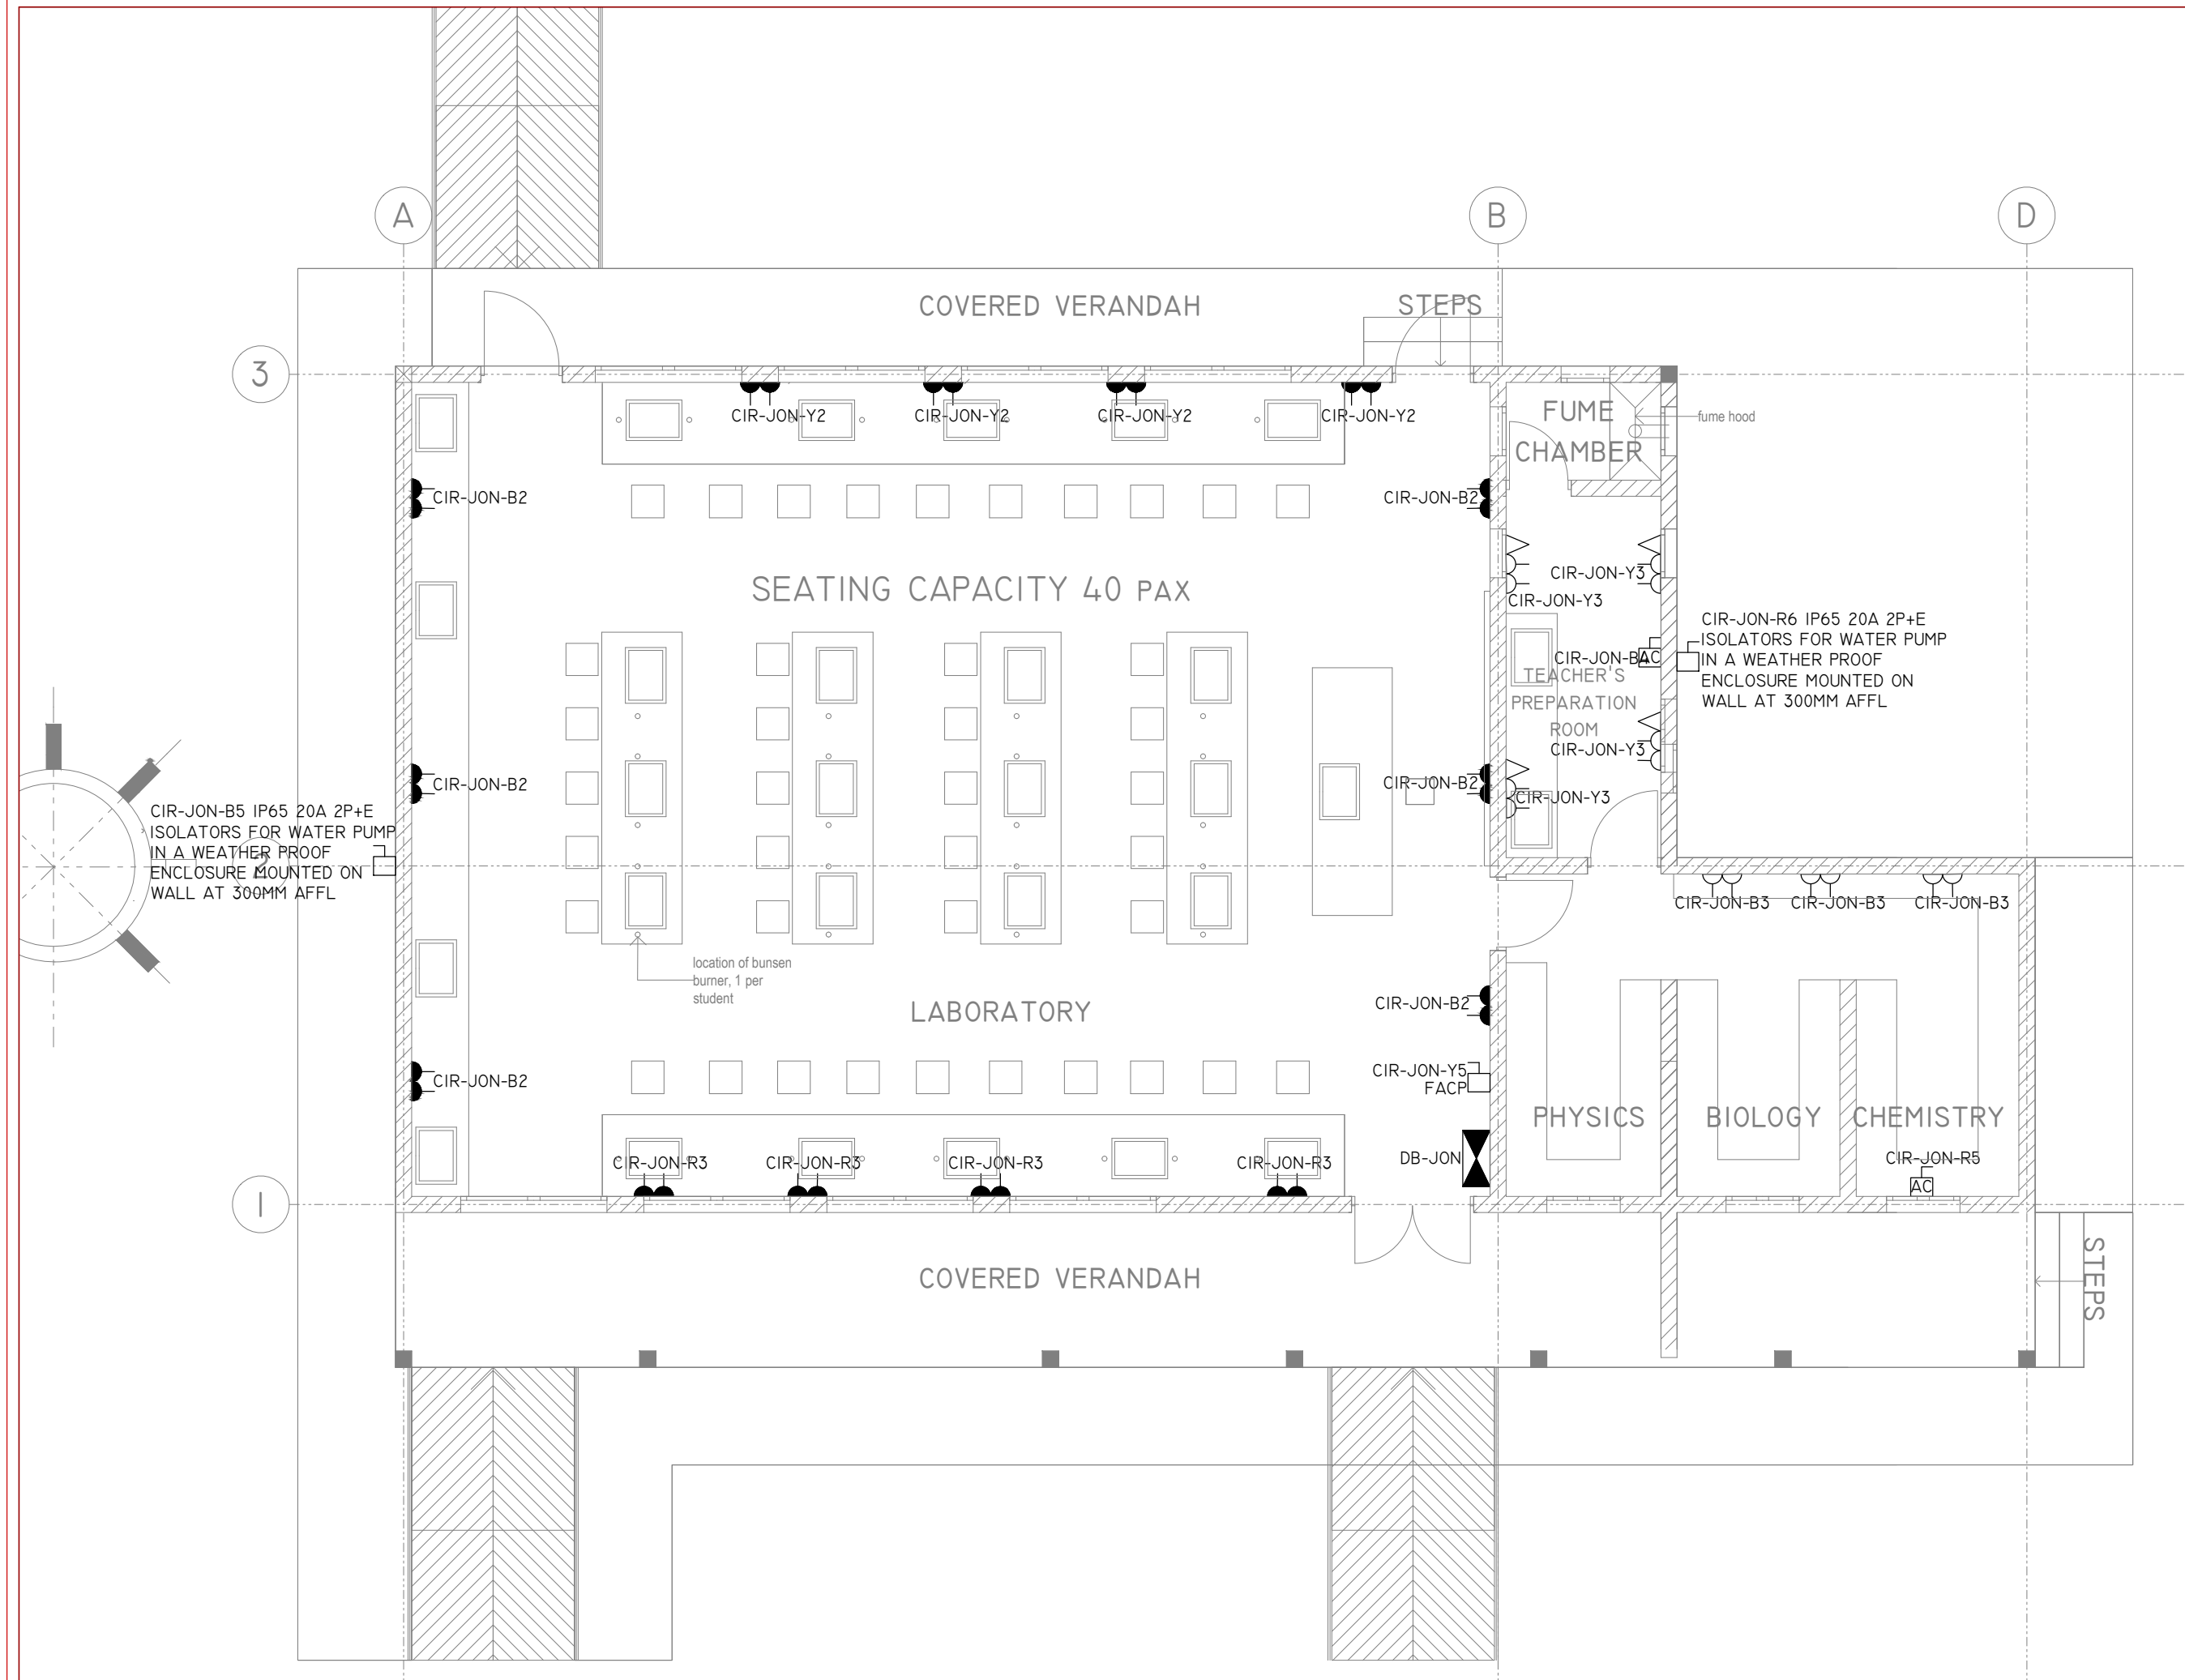 A
B
D
COVERED VERANDAH
STEPS
3
CIR-JON-Y2
CIR-JON-Y2
CIR-JON-Y2
CIR-JON-Y2
FUME
CHAMBER
fume hood
CIR-JON-B2
CIR-JON-B2
SEATING CAPACITY 40 PAX
CIR-JON-Y3
CIR-JON-Y3
CIR-JON-R6 IP65 20A 2P+E
ISOLATORS FOR WATER PUMP
IN A WEATHER PROOF
ENCLOSURE MOUNTED ON
WALL AT 300MM AFFL
CIR-JON-B4
AC
TEACHER'S
PREPARATION
ROOM
CIR-JON-Y3
CIR-JON-B2
CIR-JON-B2
CIR-JON-Y3
CIR-JON-B5 IP65 20A 2P+E
ISOLATORS FOR WATER PUMP
IN A WEATHER PROOF
ENCLOSURE MOUNTED ON
WALL AT 300MM AFFL
2
CIR-JON-B3
CIR-JON-B3
CIR-JON-B3
location of bunsen
burner, 1 per
student
LABORATORY
CIR-JON-B2
CIR-JON-B2
CIR-JON-Y5
FACP
PHYSICS
BIOLOGY
CHEMISTRY
CIR-JON-R3
CIR-JON-R3
CIR-JON-R3
CIR-JON-R3
DB-JON
CIR-JON-R5
AC
1
COVERED VERANDAH
STEPS